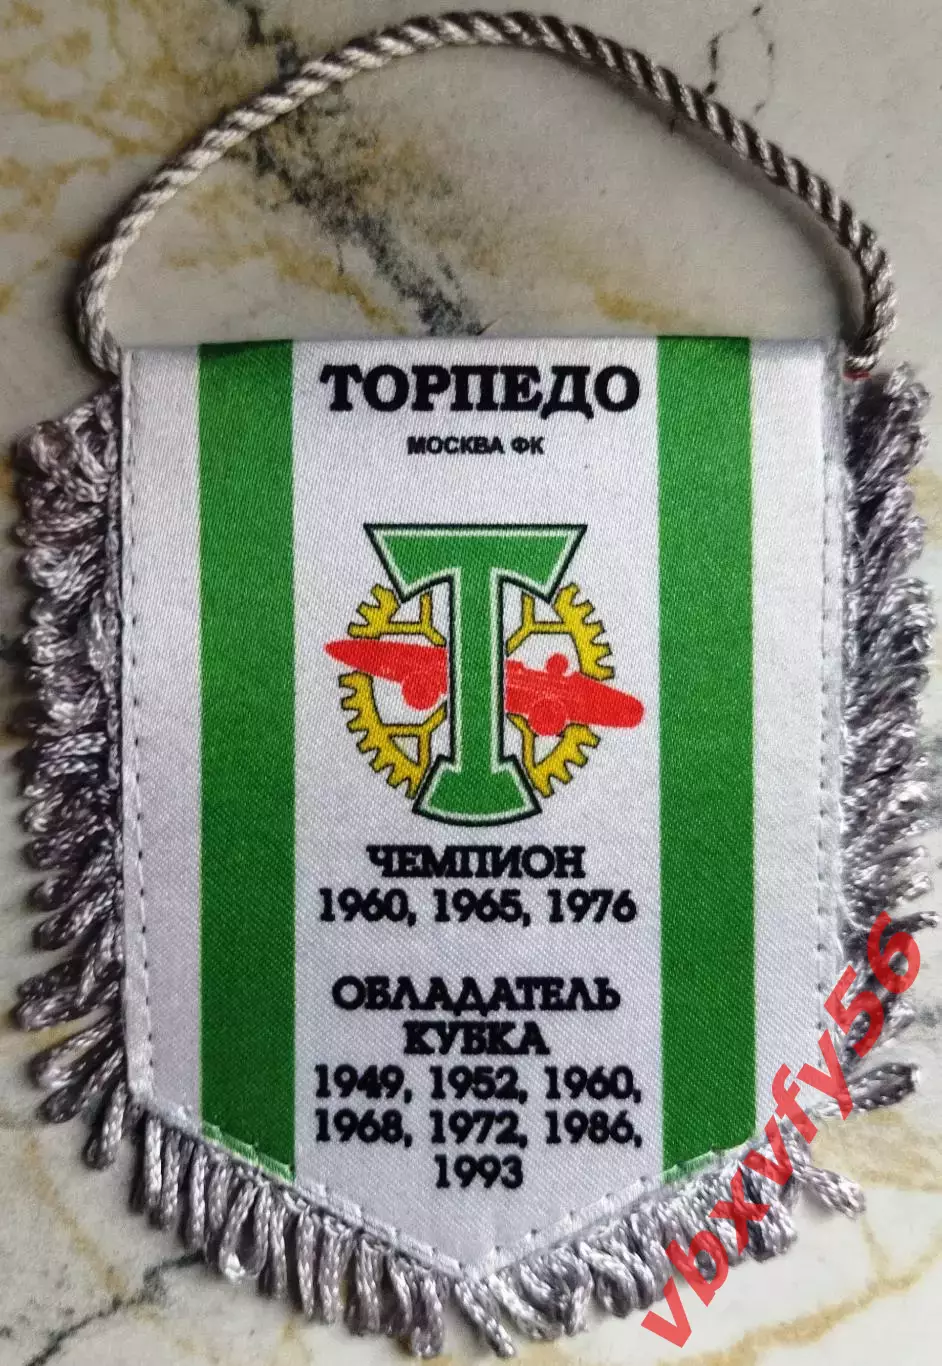 ТОРПЕДО
МОСКВА ФК
Т
ЧЕМПИОН
1960, 1965, 1976
ОБЛАДАТЕЛЬ
КУБКА
1949, 1952, 1960,
1968, 1972, 1986,
1993
vbxvfy56